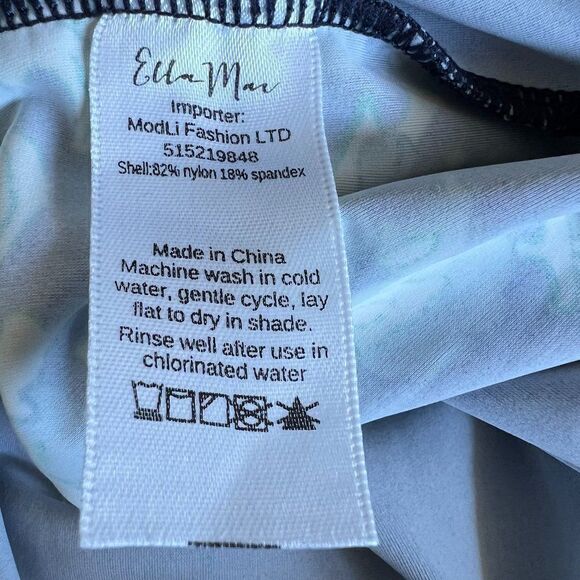 Ella Mae
Importer:
ModLi Fashion LTD
515219848
Shell:82% nylon 18% spandex
Made in China
Machine wash in cold
water, gentle cycle, lay
flat to dry in shade.
Rinse well after use in
chlorinated water